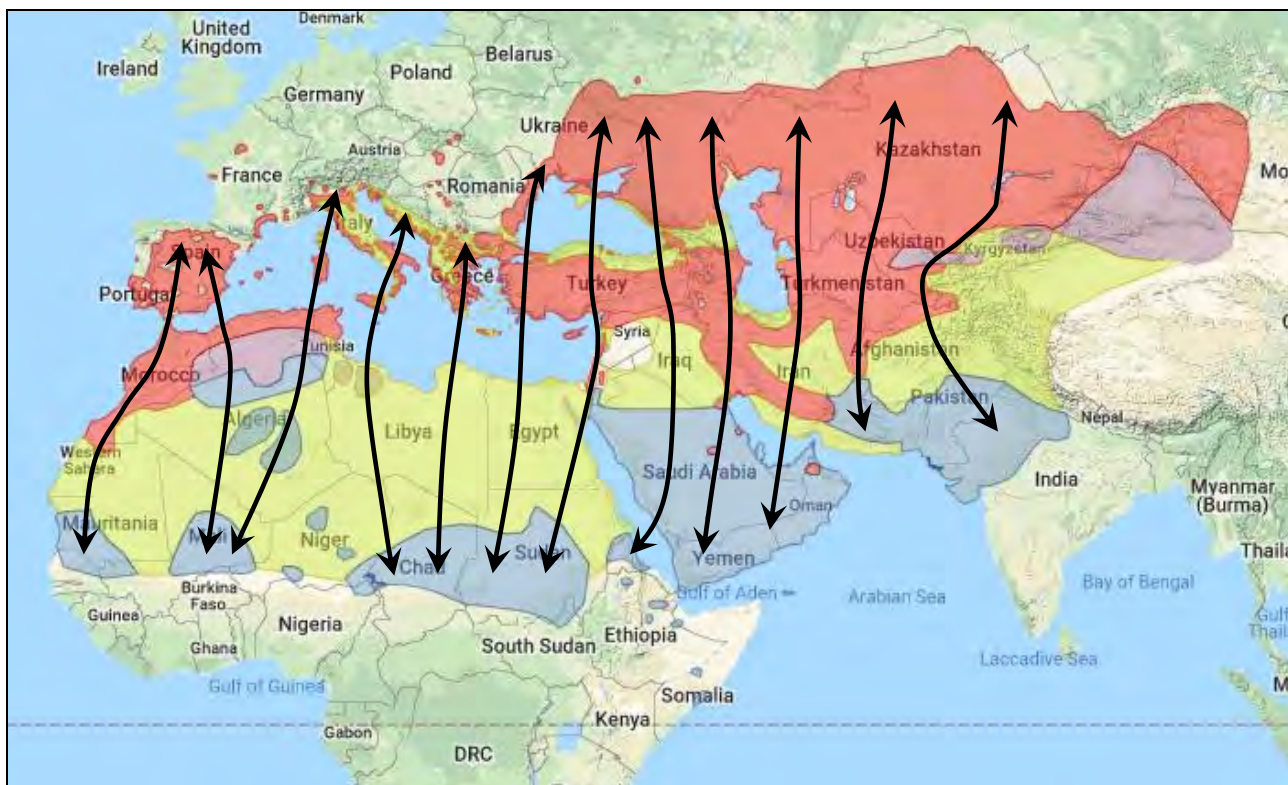 Denmark
United
Kingdom
Ireland
Belarus
Poland
Germany
Ukraine
Austria
Kazakhstan
France
Romania
Mo
Italy
Spain
Uzbekistan
Kyrgyzstan
Greece
Portugal
Turkey
Turkmenistan
Syria
Tunisia
Afghanistan
Iraq
Iran
Morocco
Pakistan
Algeria
Nepal
Libya
Egypt
Western
Sahara
Saudi Arabia
India
Myanmar
(Burma)
Oman
Mauritania
Mali
Niger
Sudan
Chad
Yemen
Thaila
Burkina
Faso
Gulf of Aden
Arabian Sea
Bay of Bengal
Guinea
Nigeria
Gulf
Thaila
Ethiopia
Ghana
South Sudan
Laccadive Sea
Gulf of Guinea
Somalia
M
Kenya
Gabon
DRC